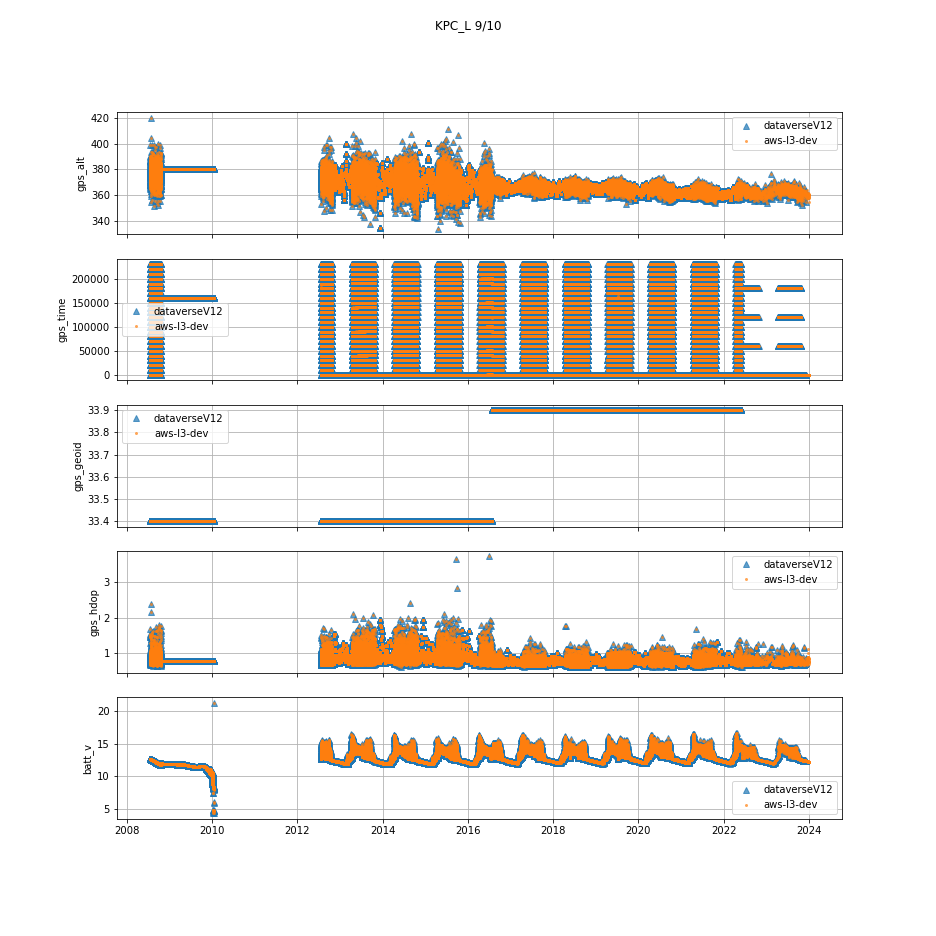 KPC_L 9/10
420
400
380
360
340
gps_alt
dataverseV12
aws-l3-dev
200000
150000
100000
50000
0
gps_time
dataverseV12
aws-l3-dev
33.9
33.8
33.7
33.6
33.5
33.4
gps_geoid
dataverseV12
aws-l3-dev
3
2
1
gps_hdop
dataverseV12
aws-l3-dev
20
15
10
5
batt_v
dataverseV12
aws-l3-dev
2008 2010 2012 2014 2016 2018 2020 2022 2024